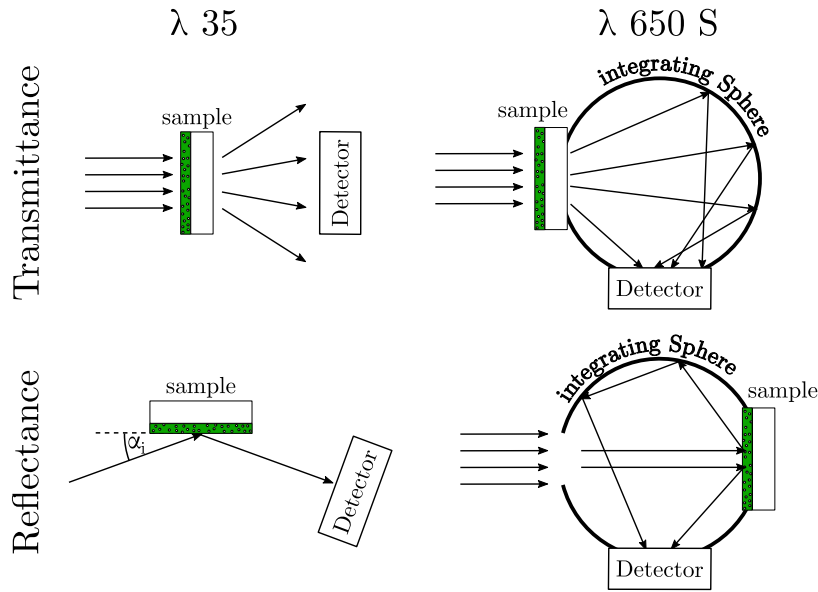 λ 35
λ 650 S
Transmittance
sample
Detector
sample
integrating Sphere
Detector
Reflectance
sample
αi
Detector
integrating Sphere
sample
Detector